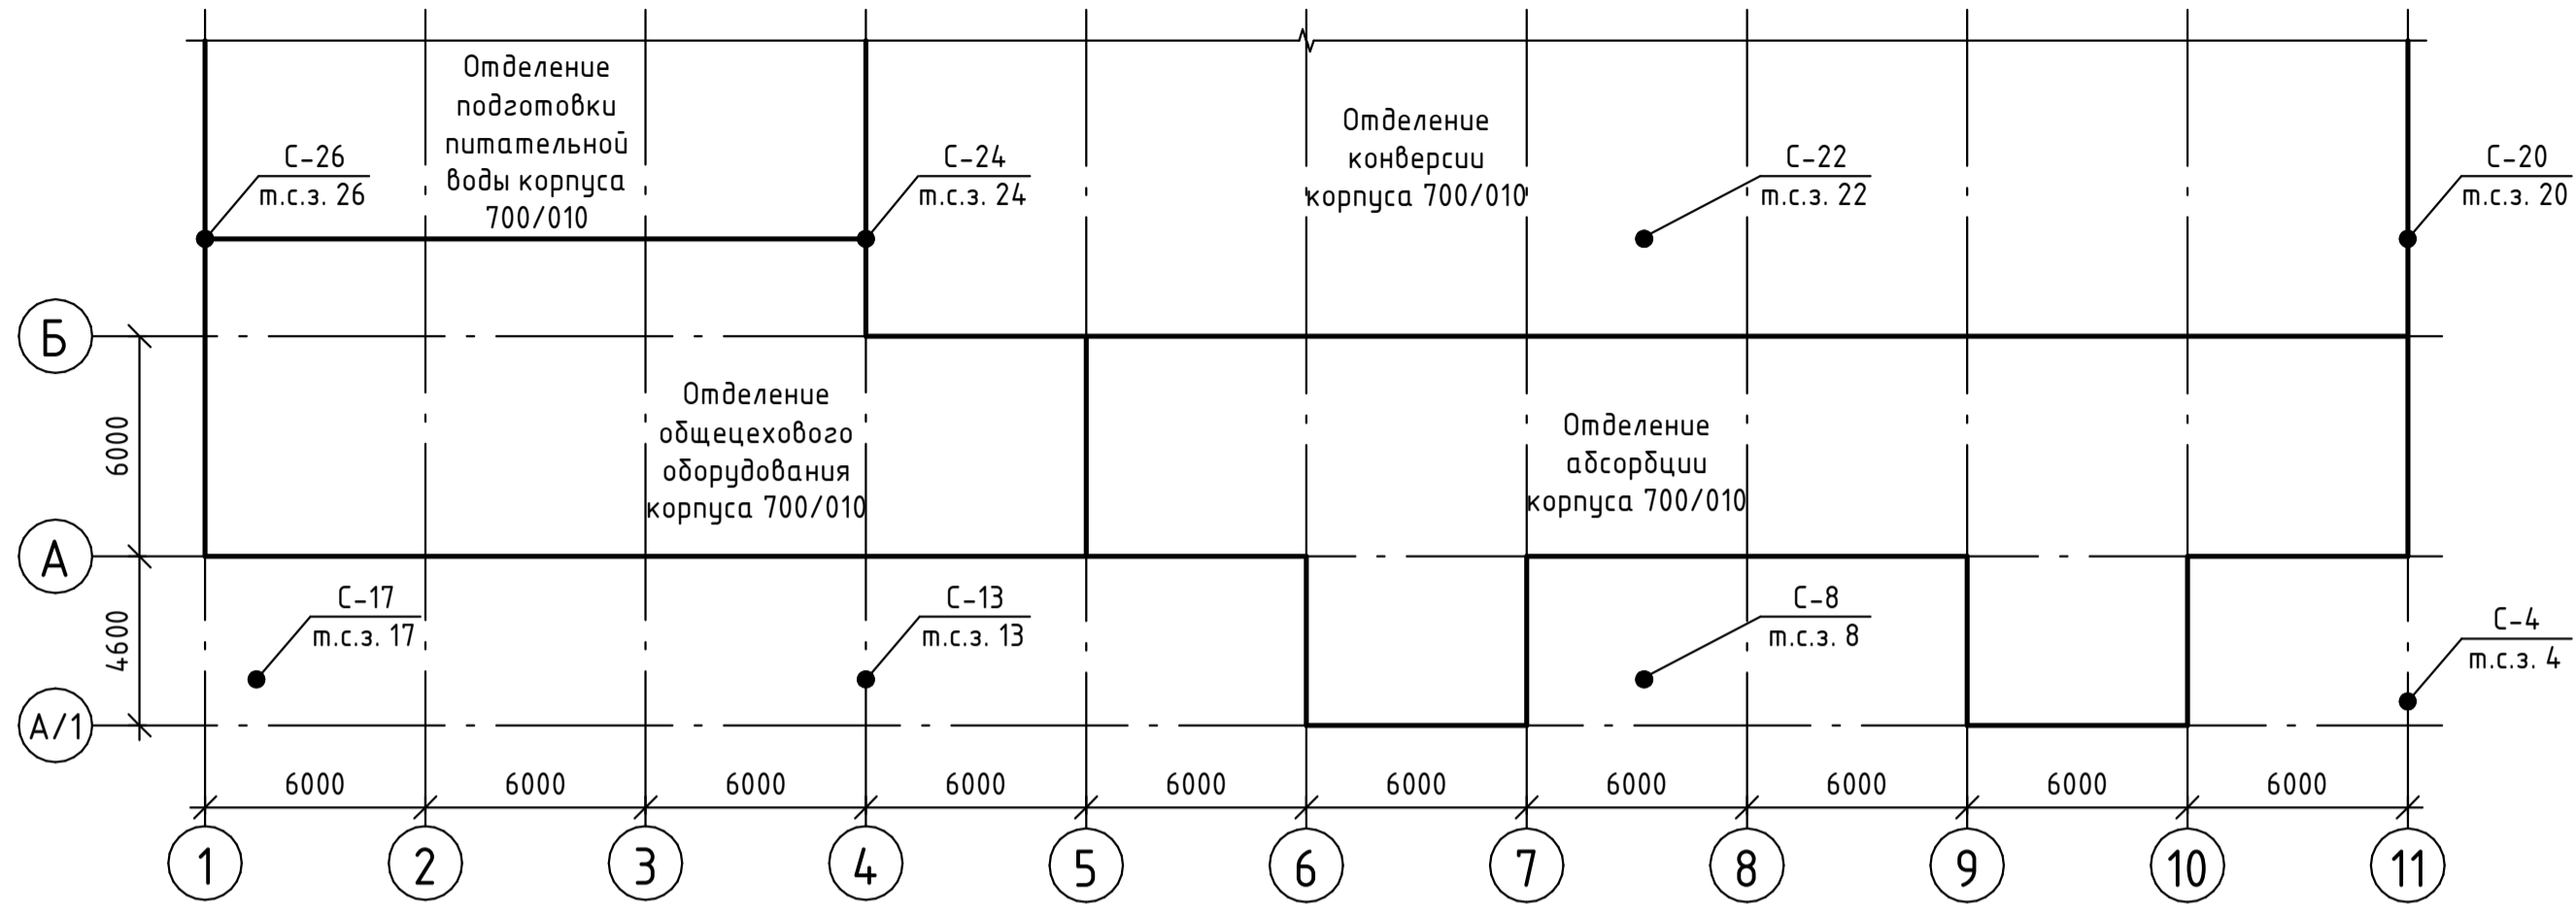 Отделение
подготовки
питательной
воды корпуса
700/010
Отделение
конверсии
корпуса 700/010
С-26
т.с.з. 26
С-24
т.с.з. 24
С-22
т.с.з. 22
С-20
т.с.з. 20
Б
6000
Отделение
общецехового
оборудования
корпуса 700/010
Отделение
абсорбции
корпуса 700/010
А
4600
С-17
т.с.з. 17
С-13
т.с.з. 13
С-8
т.с.з. 8
С-4
т.с.з. 4
А/1
6000 6000 6000 6000 6000 6000 6000 6000 6000 6000
1 2 3 4 5 6 7 8 9 10 11